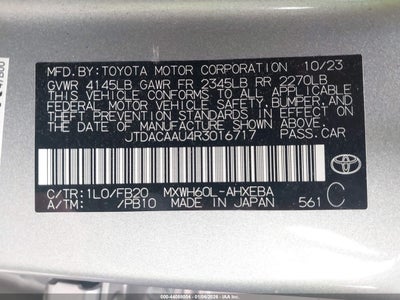 MFD.BY:TOYOTA MOTOR CORPORATION 10/23
GVWR 4145LB GAWR FR 2345LB RR 2270LB
THIS VEHICLE CONFORMS TO ALL APPLICABLE
FEDERAL MOTOR VEHICLE SAFETY, BUMPER, AND
THEFT PREVENTION STANDARDS IN EFFECT ON
THE DATE OF MANUFACTURE SHOWN ABOVE.
JTDACAAU4R3016717 PASS.CAR
C/TR:1L0/FB20 MXWH60L-AHXEBA C
A/TM: /PB10 MADE IN JAPAN 561
TOYOTA